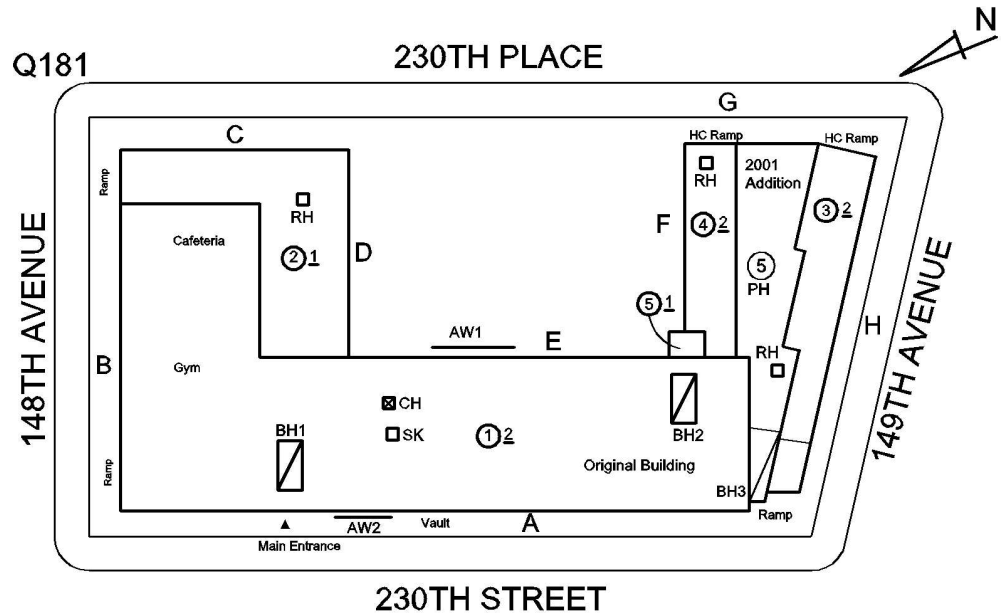 N
Q181
230TH PLACE
G
C
HC Ramp
HC Ramp
Ramp
RH
RH
2001
Addition
4 2
3 2
RH
Cafeteria
F
2 1
D
5
PH
5 1
148TH AVENUE
B
Gym
AW1
E
RH
H
149TH AVENUE
CH
SK
1 2
BH1
BH2
Original Building
Ramp
BH3
AW2
Vault
A
Ramp
Main Entrance
230TH STREET